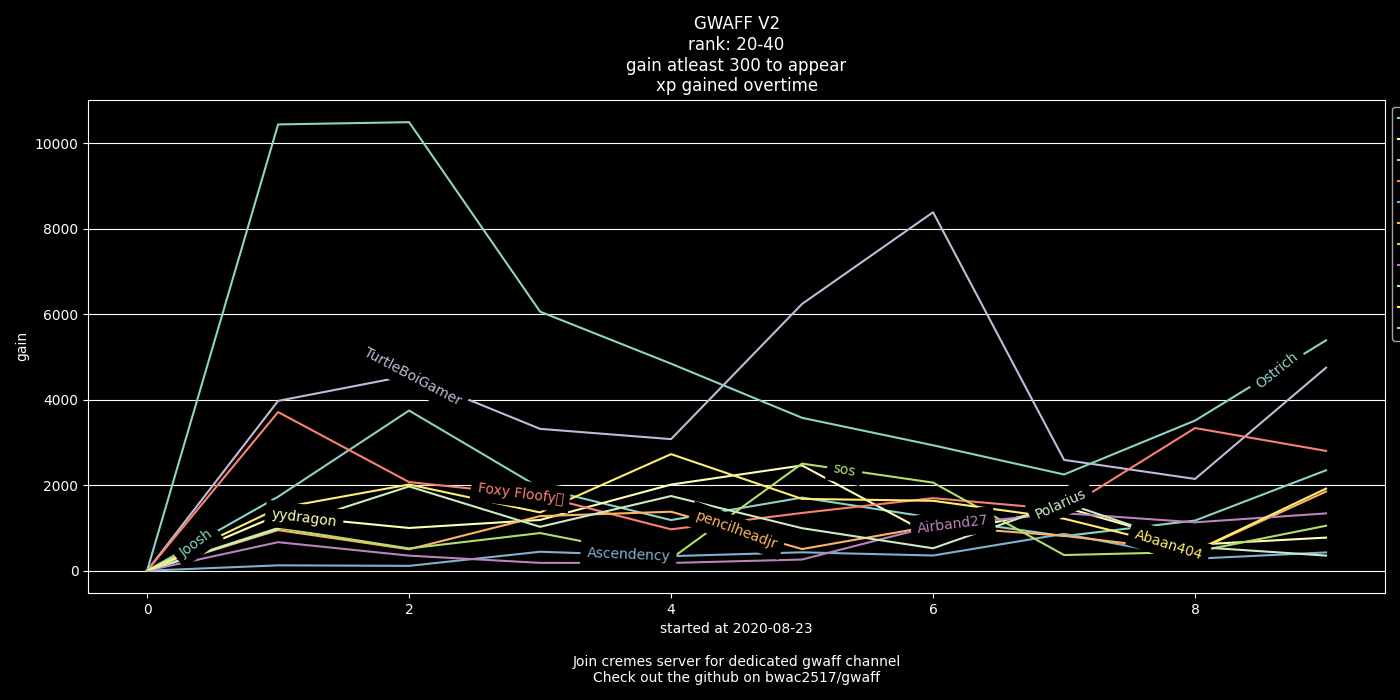 GWAFF V2
rank: 20-40
gain atleast 300 to appear
xp gained overtime
10000
8000
6000
4000
2000
0
gain
TurtleBoiGamer
Ostrich
sos
Foxy Floofy
Joosh
yydragon
pencilheadjr
Polarius
Airband27
Abaan404
Ascendency
0
2
4
6
8
started at 2020-08-23
Join cremes server for dedicated gwaff channel
Check out the github on bwac2517/gwaff